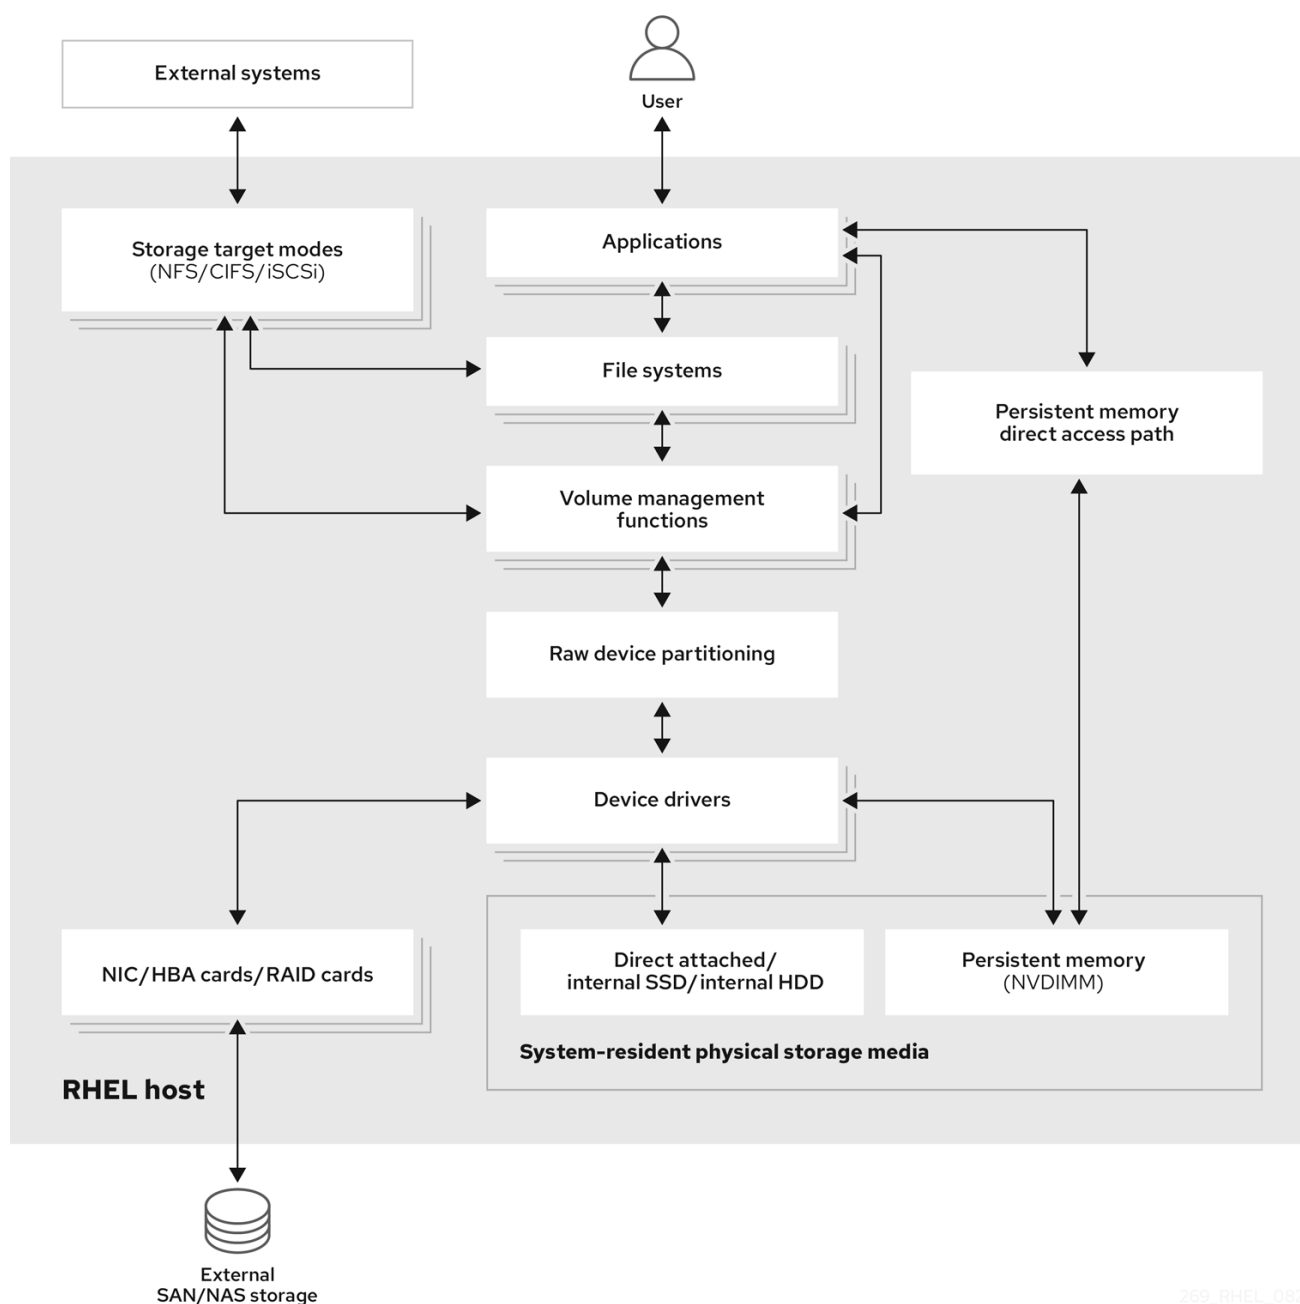 External systems
User
Storage target modes
(NFS/CIFS/iSCSi)
Applications
File systems
Persistent memory
direct access path
Volume management
functions
Raw device partitioning
Device drivers
NIC/HBA cards/RAID cards
Direct attached/
internal SSD/internal HDD
Persistent memory
(NVDIMM)
System-resident physical storage media
RHEL host
External
SAN/NAS storage